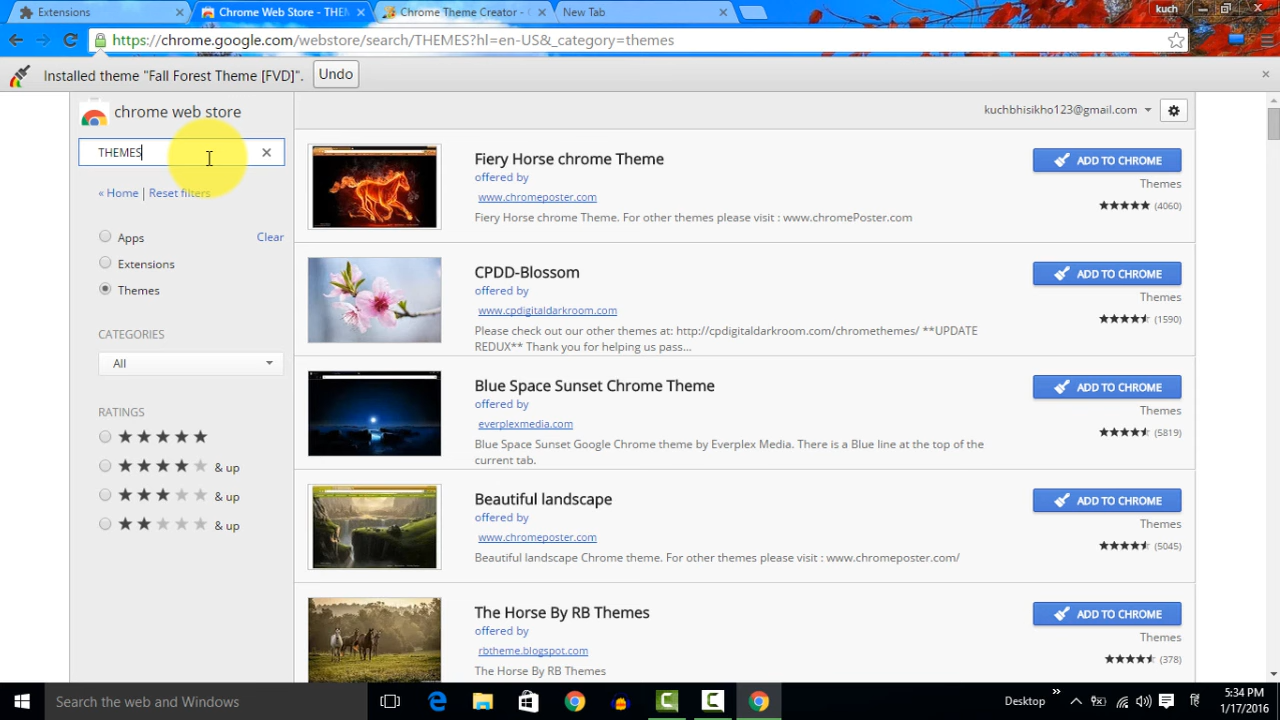 Extensions
Chrome Web Store - THEM
Chrome Theme Creator - C
New Tab
kuch
https://chrome.google.com/webstore/search/THEMES?hl=en-US&_category=themes
Installed theme "Fall Forest Theme [FVD]". Undo
chrome web store
kuchbhisikho123@gmail.com
THEMES
« Home | Reset filters
Apps
Clear
Extensions
Themes
CATEGORIES
All
RATINGS
& up
& up
& up
Fiery Horse chrome Theme
offered by
www.chromeposter.com
Fiery Horse chrome Theme. For other themes please visit : www.chromePoster.com
ADD TO CHROME
Themes
(4060)
CPDD-Blossom
offered by
www.cpdigitaldarkroom.com
Please check out our other themes at: http://cpdigitaldarkroom.com/chromethemes/ **UPDATE
REDUX** Thank you for helping us pass...
ADD TO CHROME
Themes
(1590)
Blue Space Sunset Chrome Theme
offered by
everplexmedia.com
Blue Space Sunset Google Chrome theme by Everplex Media. There is a Blue line at the top of the
current tab.
ADD TO CHROME
Themes
(5819)
Beautiful landscape
offered by
www.chromeposter.com
Beautiful landscape Chrome theme. For other themes please visit : www.chromeposter.com/
ADD TO CHROME
Themes
(5045)
The Horse By RB Themes
offered by
rbtheme.blogspot.com
The Horse By RB Themes
ADD TO CHROME
Themes
(378)
Search the web and Windows
Desktop
5:34 PM
1/17/2016